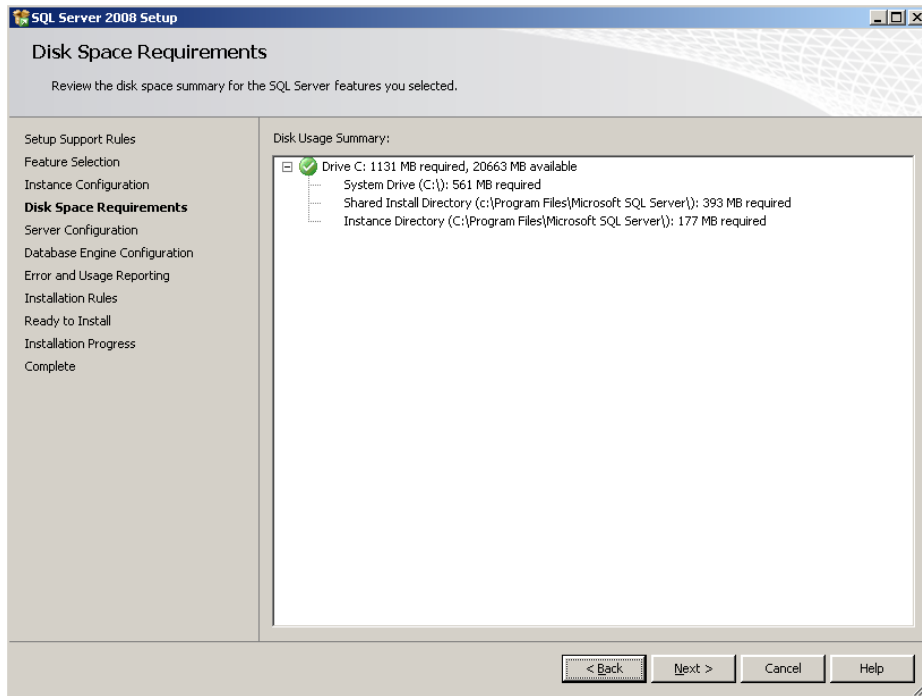 SQL Server 2008 Setup
Disk Space Requirements
Review the disk space summary for the SQL Server features you selected.
Setup Support Rules
Feature Selection
Instance Configuration
Disk Space Requirements
Server Configuration
Database Engine Configuration
Error and Usage Reporting
Installation Rules
Ready to Install
Installation Progress
Complete
Disk Usage Summary:
Drive C: 1131 MB required, 20663 MB available
System Drive (C:\): 561 MB required
Shared Install Directory (c:\Program Files\Microsoft SQL Server\): 393 MB required
Instance Directory (C:\Program Files\Microsoft SQL Server\): 177 MB required
< Back Next > Cancel Help